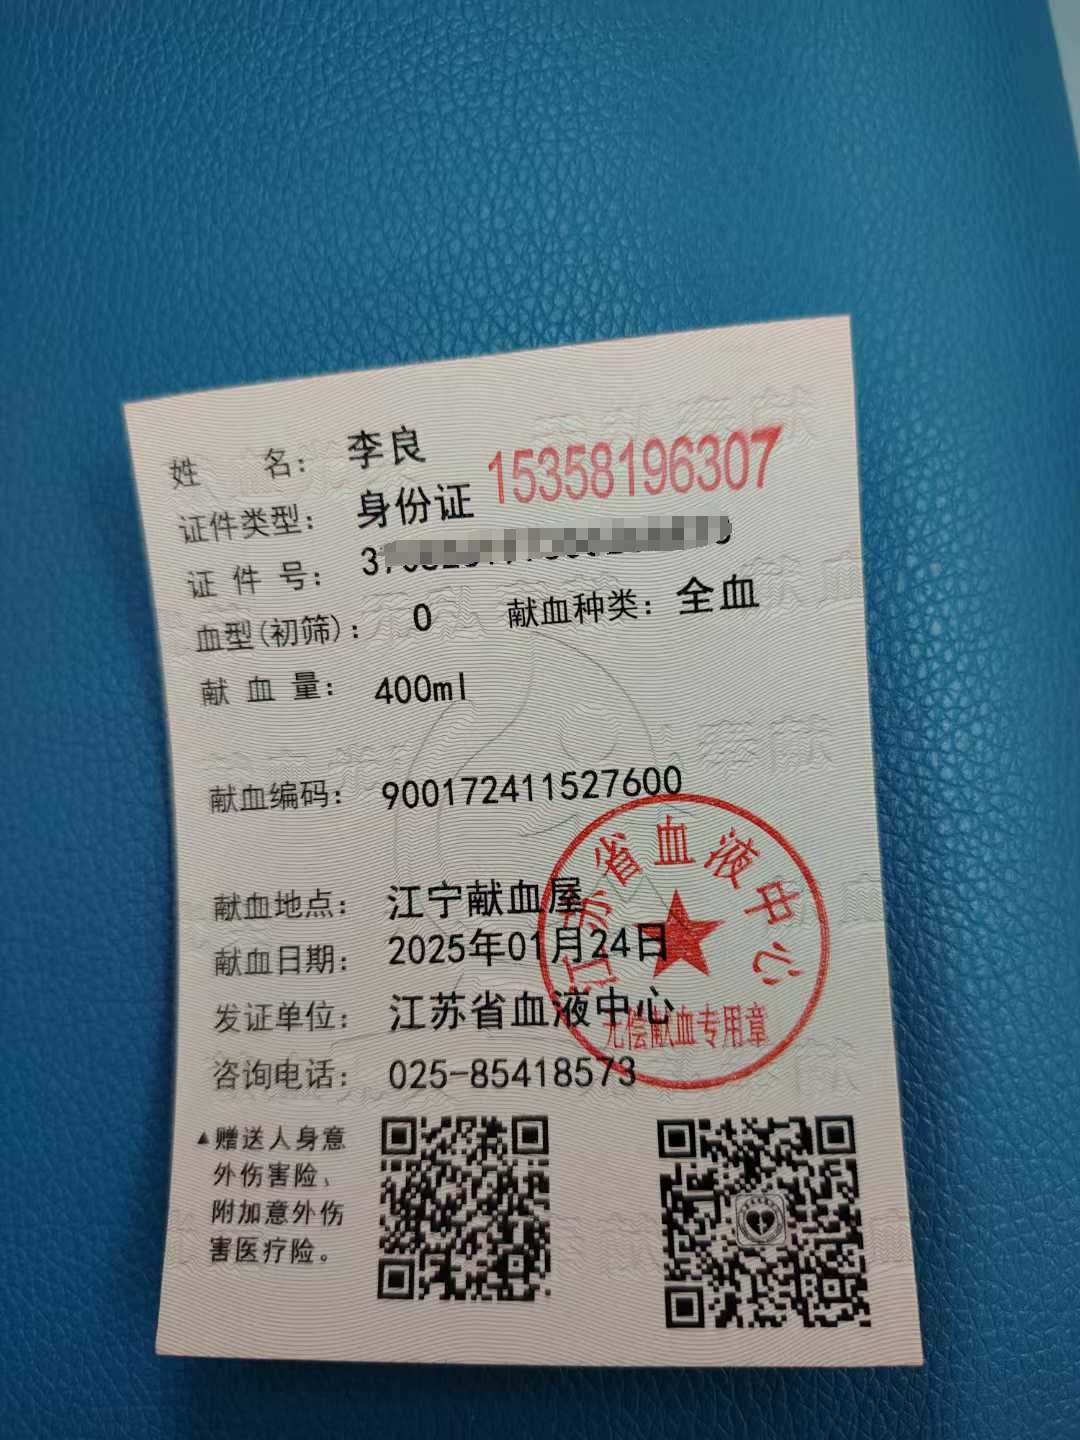 姓 名：李良
15358196307
证件类型：身份证
证件号：
血型(初筛)：O 献血种类：全血
献血量：400ml
献血编码：900172411527600
献血地点：江宁献血屋
献血日期：2025年01月24日
发证单位：江苏省血液中心
咨询电话：025-85418573
江苏省血液中心
无偿献血专用章
▲赠送人身意
外伤害险、
附加意外伤
害医疗险。